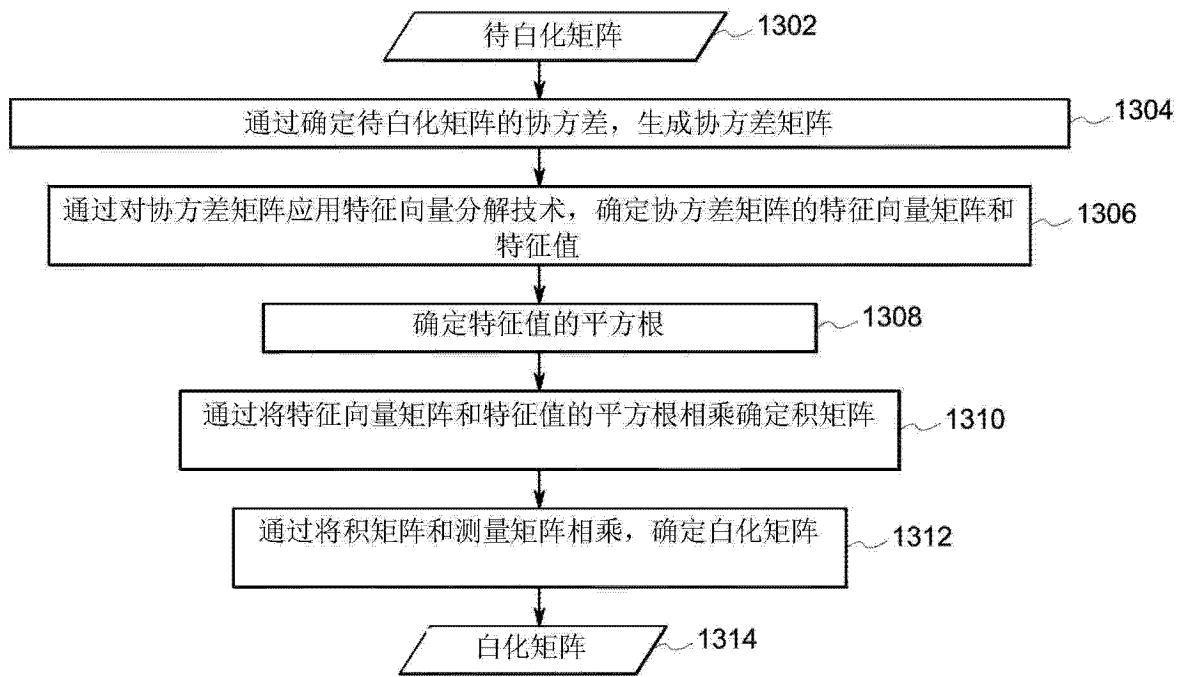 待白化矩阵
1302
通过确定待白化矩阵的协方差，生成协方差矩阵
1304
通过对协方差矩阵应用特征向量分解技术，确定协方差矩阵的特征向量矩阵和
特征值
1306
确定特征值的平方根
1308
通过将特征向量矩阵和特征值的平方根相乘确定积矩阵
1310
通过将积矩阵和测量矩阵相乘，确定白化矩阵
1312
白化矩阵
1314